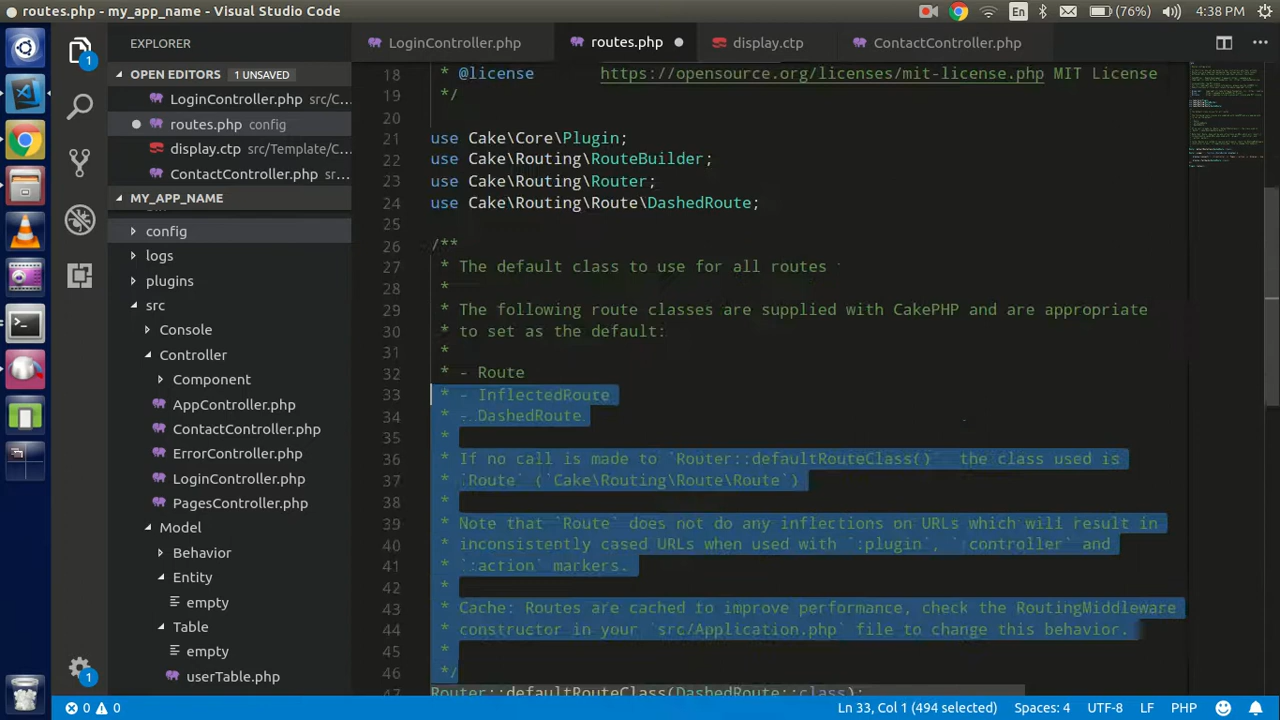 routes.php - my_app_name - Visual Studio Code
En
(76%)
4:38 PM
EXPLORER
LoginController.php
routes.php
display.ctp
ContactController.php
1
OPEN EDITORS 1 UNSAVED
LoginController.php src/C...
routes.php config
display.ctp src/Template/C...
ContactController.php s...
MY_APP_NAME
config
logs
plugins
src
Console
Controller
Component
AppController.php
ContactController.php
ErrorController.php
LoginController.php
PagesController.php
Model
Behavior
Entity
empty
Table
empty
userTable.php
18 * @license https://opensource.org/licenses/mit-license.php MIT License
19 */
20
21 use Cake\Core\Plugin;
22 use Cake\Routing\RouteBuilder;
23 use Cake\Routing\Router;
24 use Cake\Routing\Route\DashedRoute;
25
26 /**
27 * The default class to use for all routes
28 *
29 * The following route classes are supplied with CakePHP and are appropriate
30 * to set as the default:
31 *
32 * - Route
33 * - InflectedRoute
34 * - DashedRoute
35 *
36 * If no call is made to `Router::defaultRouteClass()` the class used is
37 * `Route` (`Cake\Routing\Route\Route`)
38 *
39 * Note that `Route` does not do any inflections on URLs which will result in
40 * inconsistently cased URLs when used with `:plugin`, `:controller` and
41 * `:action` markers.
42 *
43 * Cache: Routes are cached to improve performance, check the RoutingMiddleware
44 * constructor in your `src/Application.php` file to change this behavior.
45 *
46 */
47 Router::defaultRouteClass(DashedRoute::class);
1
0 0
Ln 33, Col 1 (494 selected)
Spaces: 4
UTF-8
LF
PHP